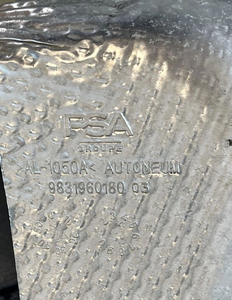 PSA
GROUPE
AL-1050A< AUTONEUM
9831960180 03